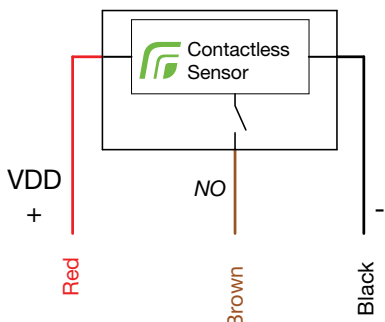 Contactless
Sensor
VDD
+
NO
-
Red
Brown
Black